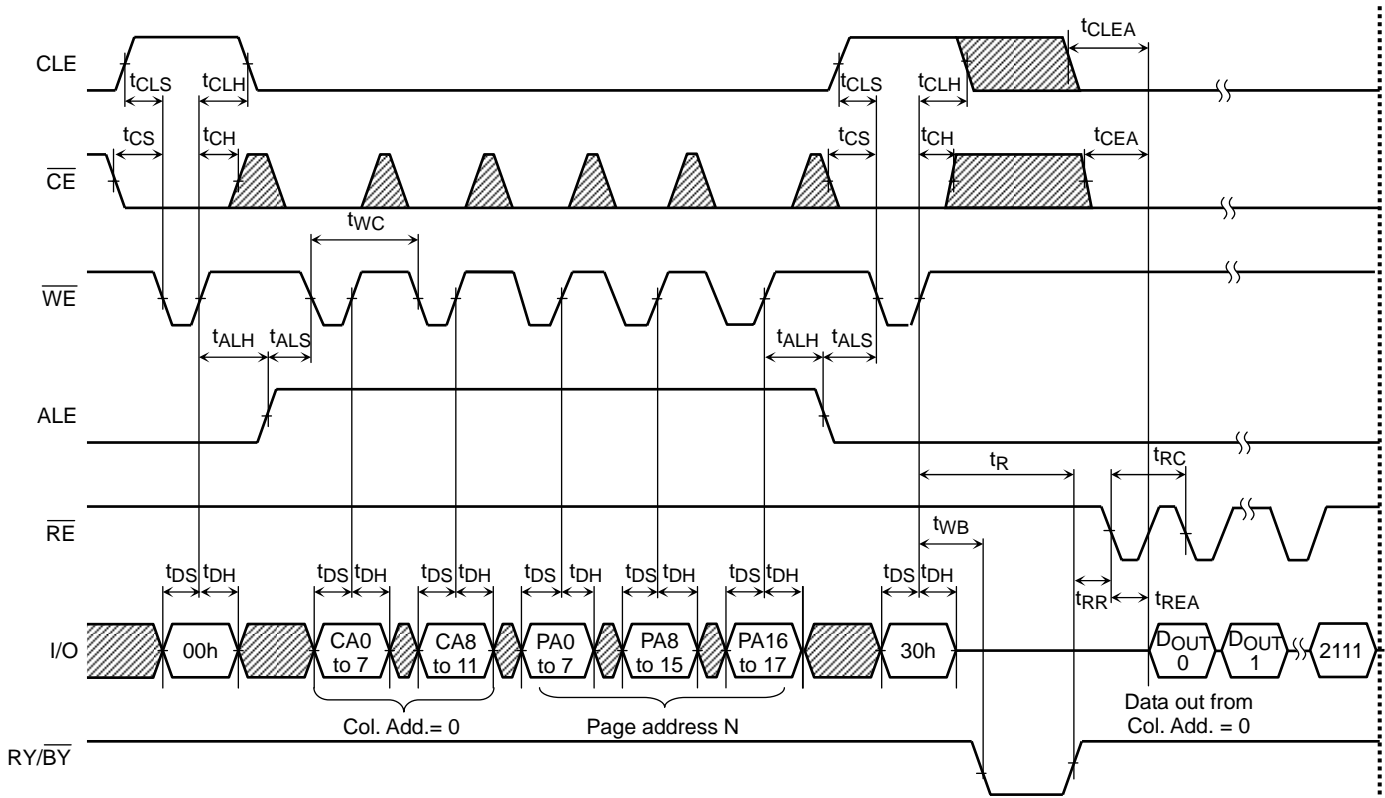 CLE
tCLS
tCLH
tCLS
tCLH
tCLEA
CE
tCS
tCH
tCS
tCH
tCEA
WE
tWC
tALH
tALS
tALH
tALS
ALE
tR
tRC
RE
tWB
tDS
tDH
tDS
tDH
tDS
tDH
tDS
tDH
tDS
tDH
tDS
tDH
tDS
tDH
tRR
tREA
I/O
00h
CA0
to 7
CA8
to 11
PA0
to 7
PA8
to 15
PA16
to 17
30h
DOUT
0
DOUT
1
2111
Col. Add.= 0
Page address N
Data out from
Col. Add. = 0
RY/BY